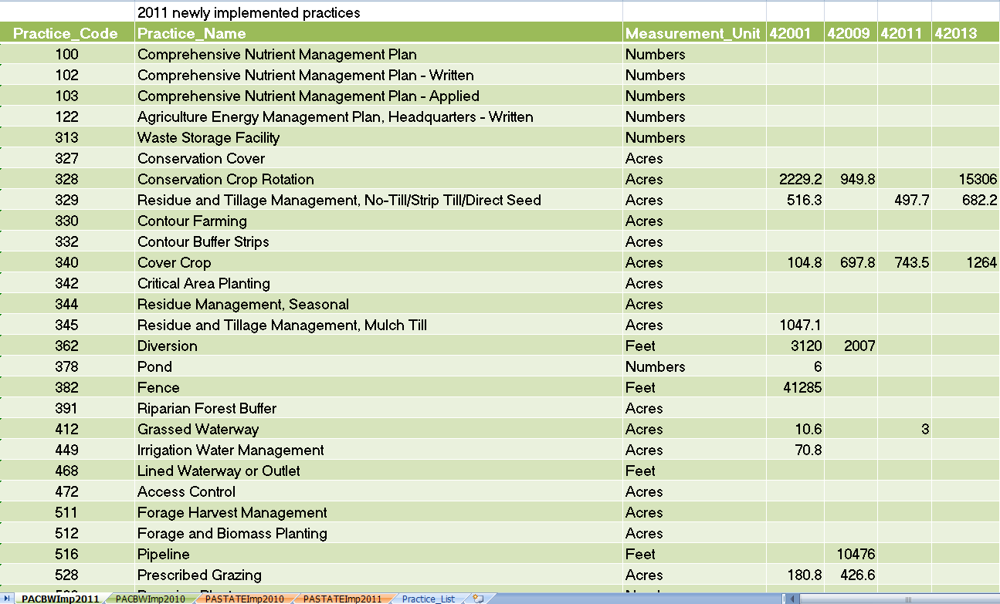 2011 newly implemented practices
Practice_Code Practice_Name Measurement_Unit 42001 42009 42011 42013
100 Comprehensive Nutrient Management Plan Numbers
102 Comprehensive Nutrient Management Plan - Written Numbers
103 Comprehensive Nutrient Management Plan - Applied Numbers
122 Agriculture Energy Management Plan, Headquarters - Written Numbers
313 Waste Storage Facility Numbers
327 Conservation Cover Acres
328 Conservation Crop Rotation Acres 2229.2 949.8 15306
329 Residue and Tillage Management, No-Till/Strip Till/Direct Seed Acres 516.3 497.7 682.2
330 Contour Farming Acres
332 Contour Buffer Strips Acres
340 Cover Crop Acres 104.8 697.8 743.5 1264
342 Critical Area Planting Acres
344 Residue Management, Seasonal Acres
345 Residue and Tillage Management, Mulch Till Acres 1047.1
362 Diversion Feet 3120 2007
378 Pond Numbers 6
382 Fence Feet 41285
391 Riparian Forest Buffer Acres
412 Grassed Waterway Acres 10.6 3
449 Irrigation Water Management Acres 70.8
468 Lined Waterway or Outlet Feet
472 Access Control Acres
511 Forage Harvest Management Acres
512 Forage and Biomass Planting Acres
516 Pipeline Feet 10476
528 Prescribed Grazing Acres 180.8 426.6
PACBWImp2011 PACBWImp2010 PASTATEImp2010 PASTATEImp2011 Practice_List